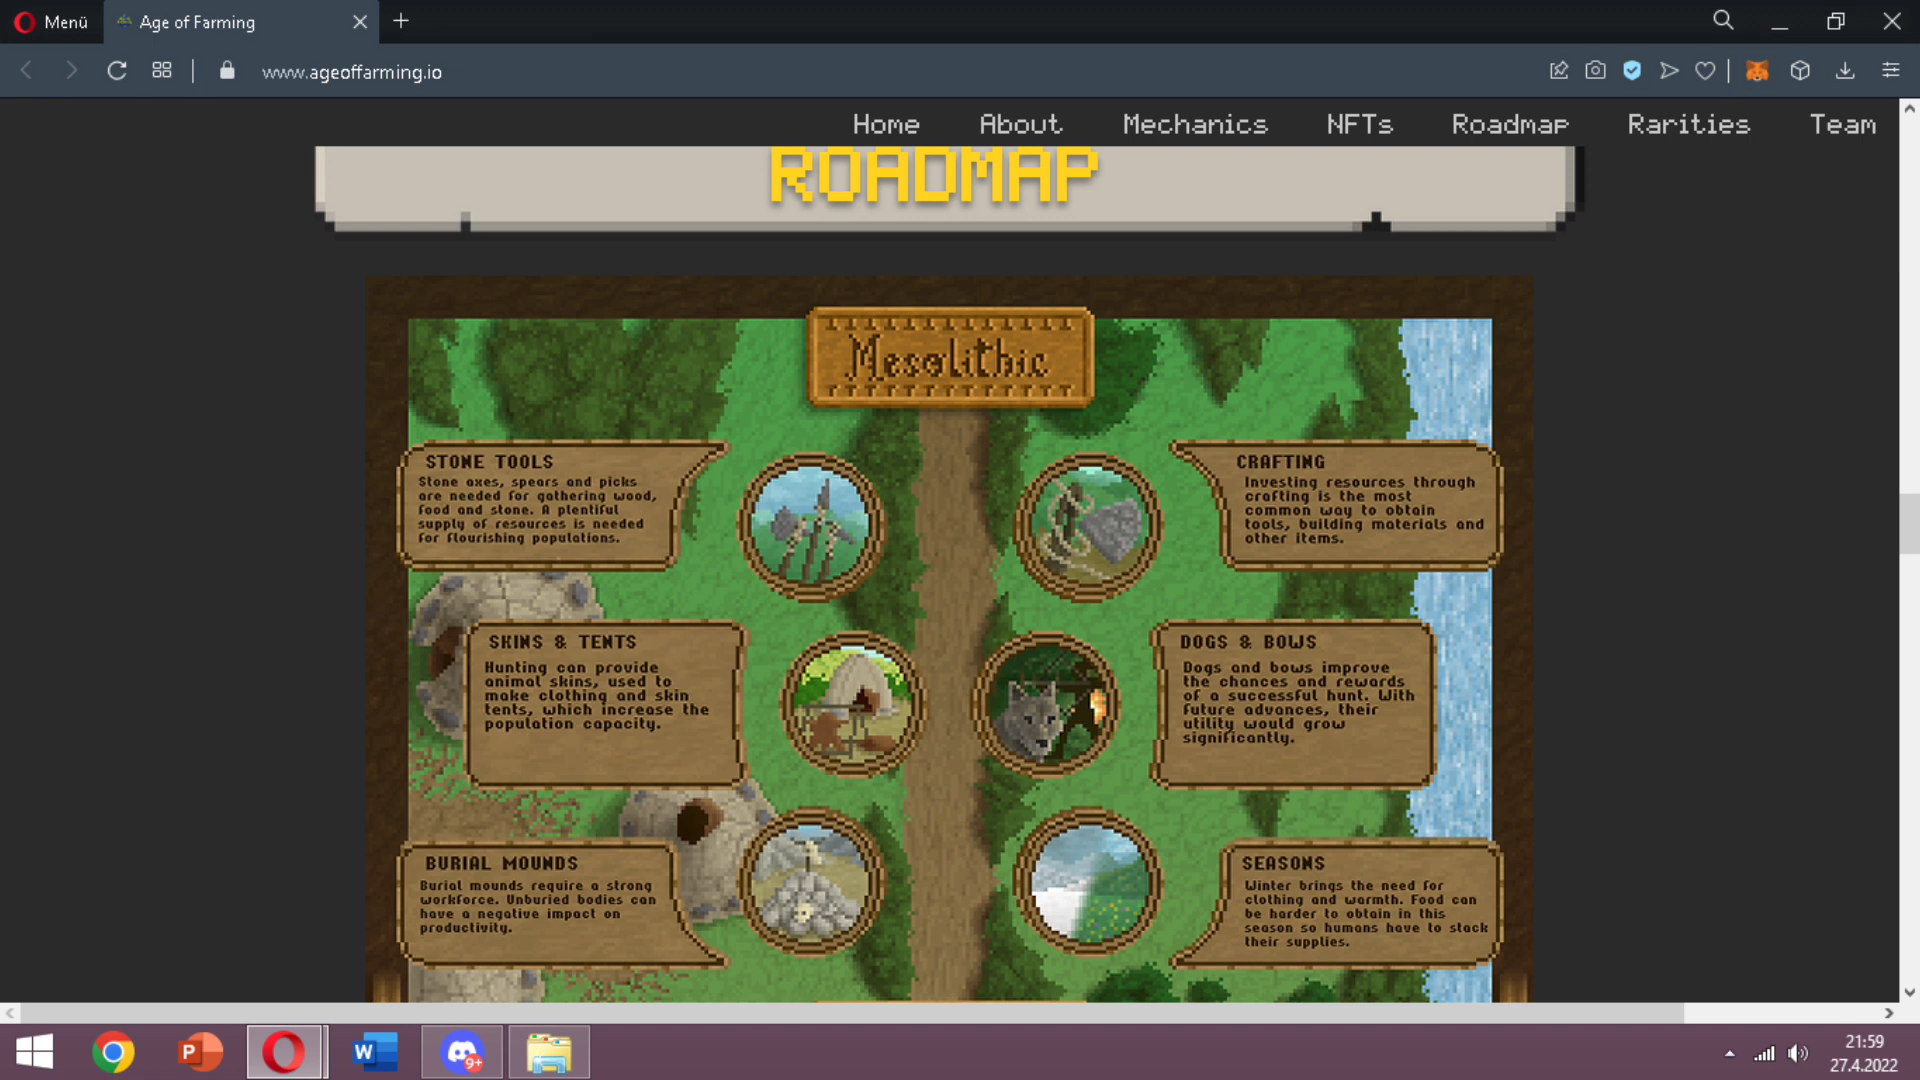 Menü
Age of Farming
www.ageoffarming.io
Home About Mechanics NFTs Roadmap Rarities Team
ROADMAP
Mesolithic
STONE TOOLS
Stone axes, spears and picks
are needed for gathering wood,
food and stone. A plentiful
supply of resources is needed
for flourishing populations.
CRAFTING
Investing resources through
crafting is the most
common way to obtain
tools, building materials and
other items.
SKINS & TENTS
Hunting can provide
animal skins, used to
make clothing and skin
tents, which increase the
population capacity.
DOGS & BOWS
Dogs and bows improve
the chances and rewards
of a successful hunt. With
future advances, their
utility would grow
significantly.
BURIAL MOUNDS
Burial mounds require a strong
workforce. Unburied bodies can
have a negative impact on
productivity.
SEASONS
Winter brings the need for
clothing and warmth. Food can
be harder to obtain in this
season so humans have to stack
their supplies.
P
W
9+
21:59
27.4.2022